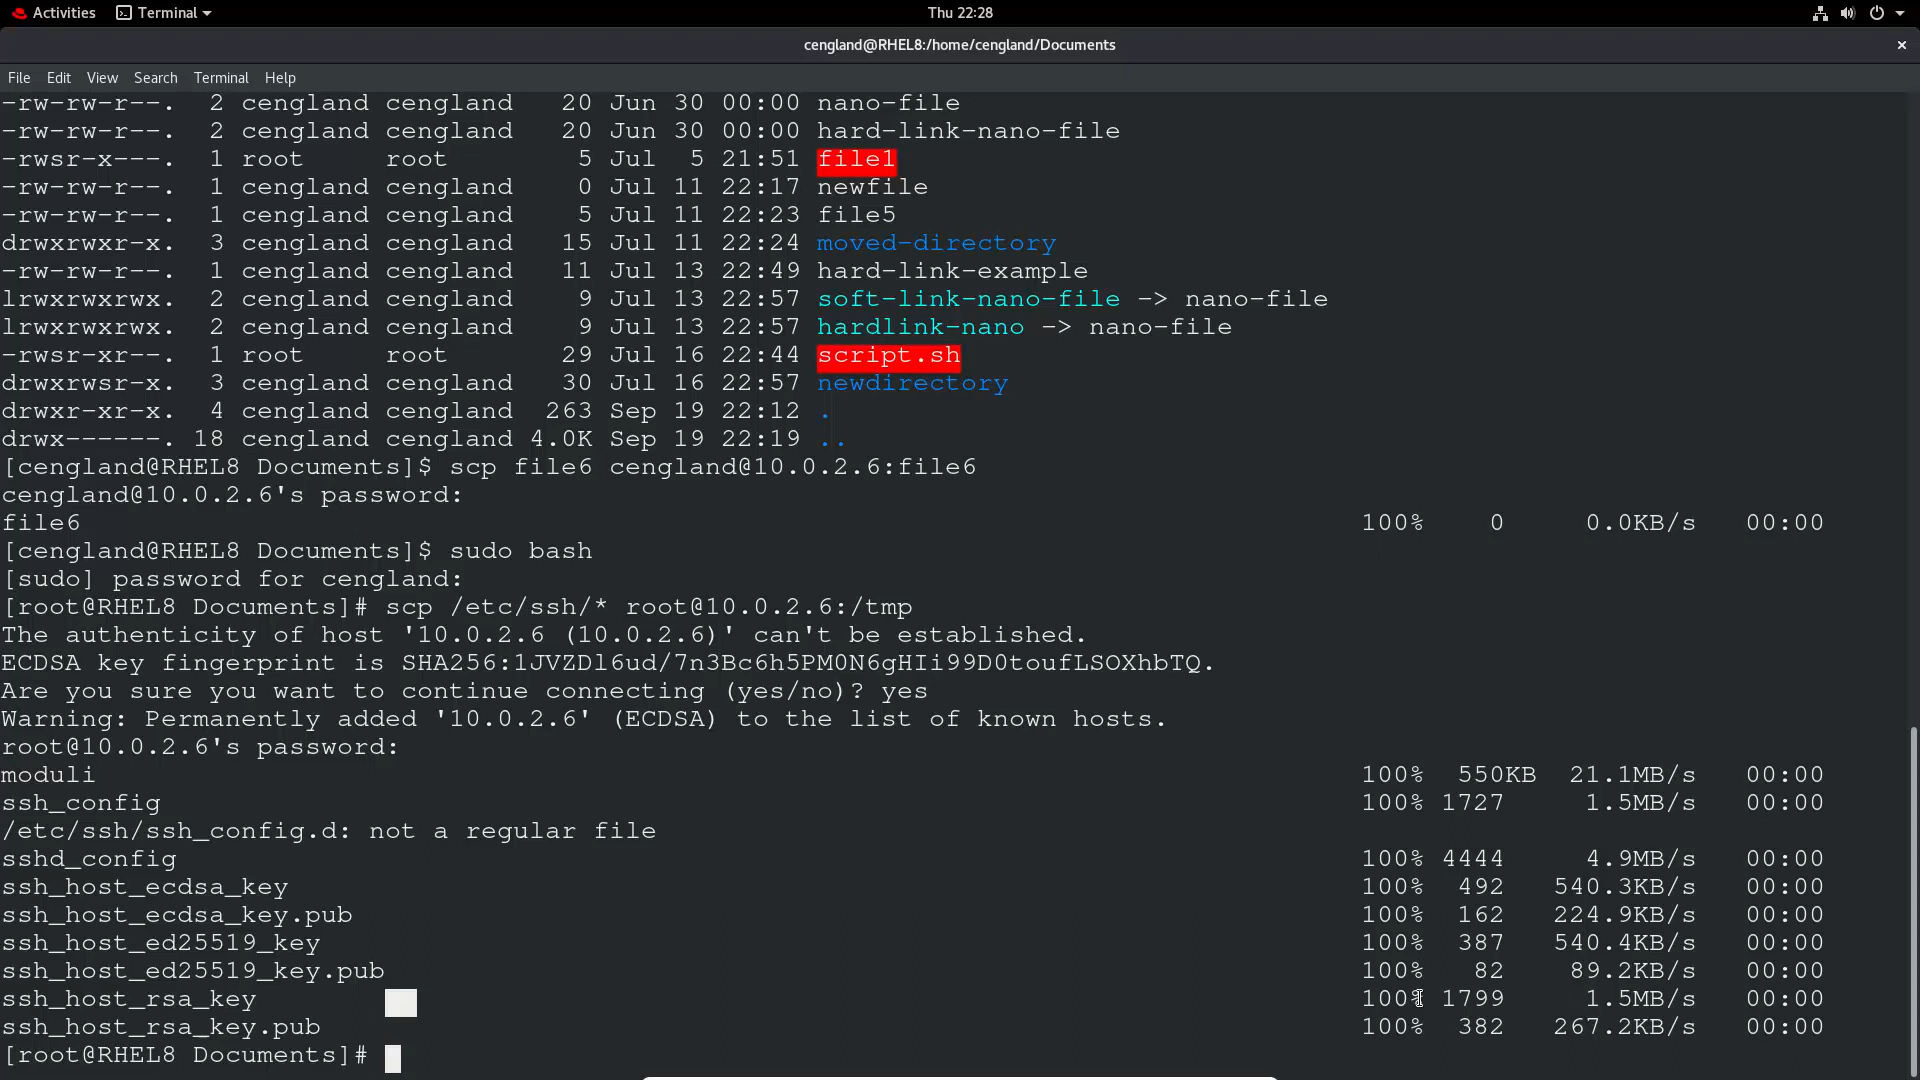 Activities Terminal Thu 22:28
cengland@RHEL8:/home/cengland/Documents
File Edit View Search Terminal Help
-rw-rw-r--. 2 cengland cengland 20 Jun 30 00:00 nano-file
-rw-rw-r--. 2 cengland cengland 20 Jun 30 00:00 hard-link-nano-file
-rwsr-x---. 1 root root 5 Jul 5 21:51 file1
-rw-rw-r--. 1 cengland cengland 0 Jul 11 22:17 newfile
-rw-rw-r--. 1 cengland cengland 5 Jul 11 22:23 file5
drwxrwxr-x. 3 cengland cengland 15 Jul 11 22:24 moved-directory
-rw-rw-r--. 1 cengland cengland 11 Jul 13 22:49 hard-link-example
lrwxrwxrwx. 2 cengland cengland 9 Jul 13 22:57 soft-link-nano-file -> nano-file
lrwxrwxrwx. 2 cengland cengland 9 Jul 13 22:57 hardlink-nano -> nano-file
-rwsr-xr--. 1 root root 29 Jul 16 22:44 script.sh
drwxrwsr-x. 3 cengland cengland 30 Jul 16 22:57 newdirectory
drwxr-xr-x. 4 cengland cengland 263 Sep 19 22:12 .
drwx------. 18 cengland cengland 4.0K Sep 19 22:19 ..
[cengland@RHEL8 Documents]$ scp file6 cengland@10.0.2.6:file6
cengland@10.0.2.6's password:
file6 100% 0 0.0KB/s 00:00
[cengland@RHEL8 Documents]$ sudo bash
[sudo] password for cengland:
[root@RHEL8 Documents]# scp /etc/ssh/* root@10.0.2.6:/tmp
The authenticity of host '10.0.2.6 (10.0.2.6)' can't be established.
ECDSA key fingerprint is SHA256:1JVZDl6ud/7n3Bc6h5PM0N6gHIi99D0toufLSOXhbTQ.
Are you sure you want to continue connecting (yes/no)? yes
Warning: Permanently added '10.0.2.6' (ECDSA) to the list of known hosts.
root@10.0.2.6's password:
moduli 100% 550KB 21.1MB/s 00:00
ssh_config 100% 1727 1.5MB/s 00:00
/etc/ssh/ssh_config.d: not a regular file
sshd_config 100% 4444 4.9MB/s 00:00
ssh_host_ecdsa_key 100% 492 540.3KB/s 00:00
ssh_host_ecdsa_key.pub 100% 162 224.9KB/s 00:00
ssh_host_ed25519_key 100% 387 540.4KB/s 00:00
ssh_host_ed25519_key.pub 100% 82 89.2KB/s 00:00
ssh_host_rsa_key 100% 1799 1.5MB/s 00:00
ssh_host_rsa_key.pub 100% 382 267.2KB/s 00:00
[root@RHEL8 Documents]#